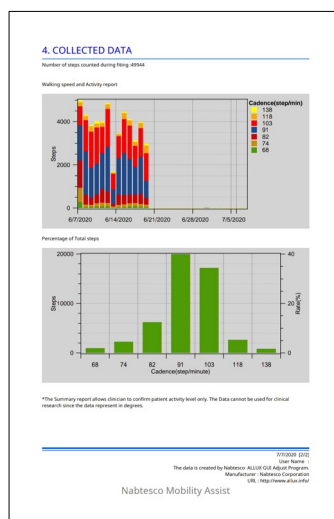 4. COLLECTED DATA
Number of steps counted during fiting :49944
Walking speed and Activity report
Cadence(step/min)
138
118
103
91
82
74
68
Steps
4000
2000
0
6/7/2020 6/14/2020 6/21/2020 6/28/2020 7/5/2020
Percentage of Total steps
Steps
20000
10000
0
40
20
0
Rate(%)
68 74 82 91 103 118 138
Cadence(step/minute)
*The Summary report allows clinician to confirm patient activity level only. The Data cannot be used for clinical
research since the data represent in degrees.
7/7/2020 [2/2]
User Name :
The data is created by Nabtesco ALLUX GUI Adjust Program.
Manufacturer : Nabtesco Corporation
URL : http://www.allux.info/
Nabtesco Mobility Assist